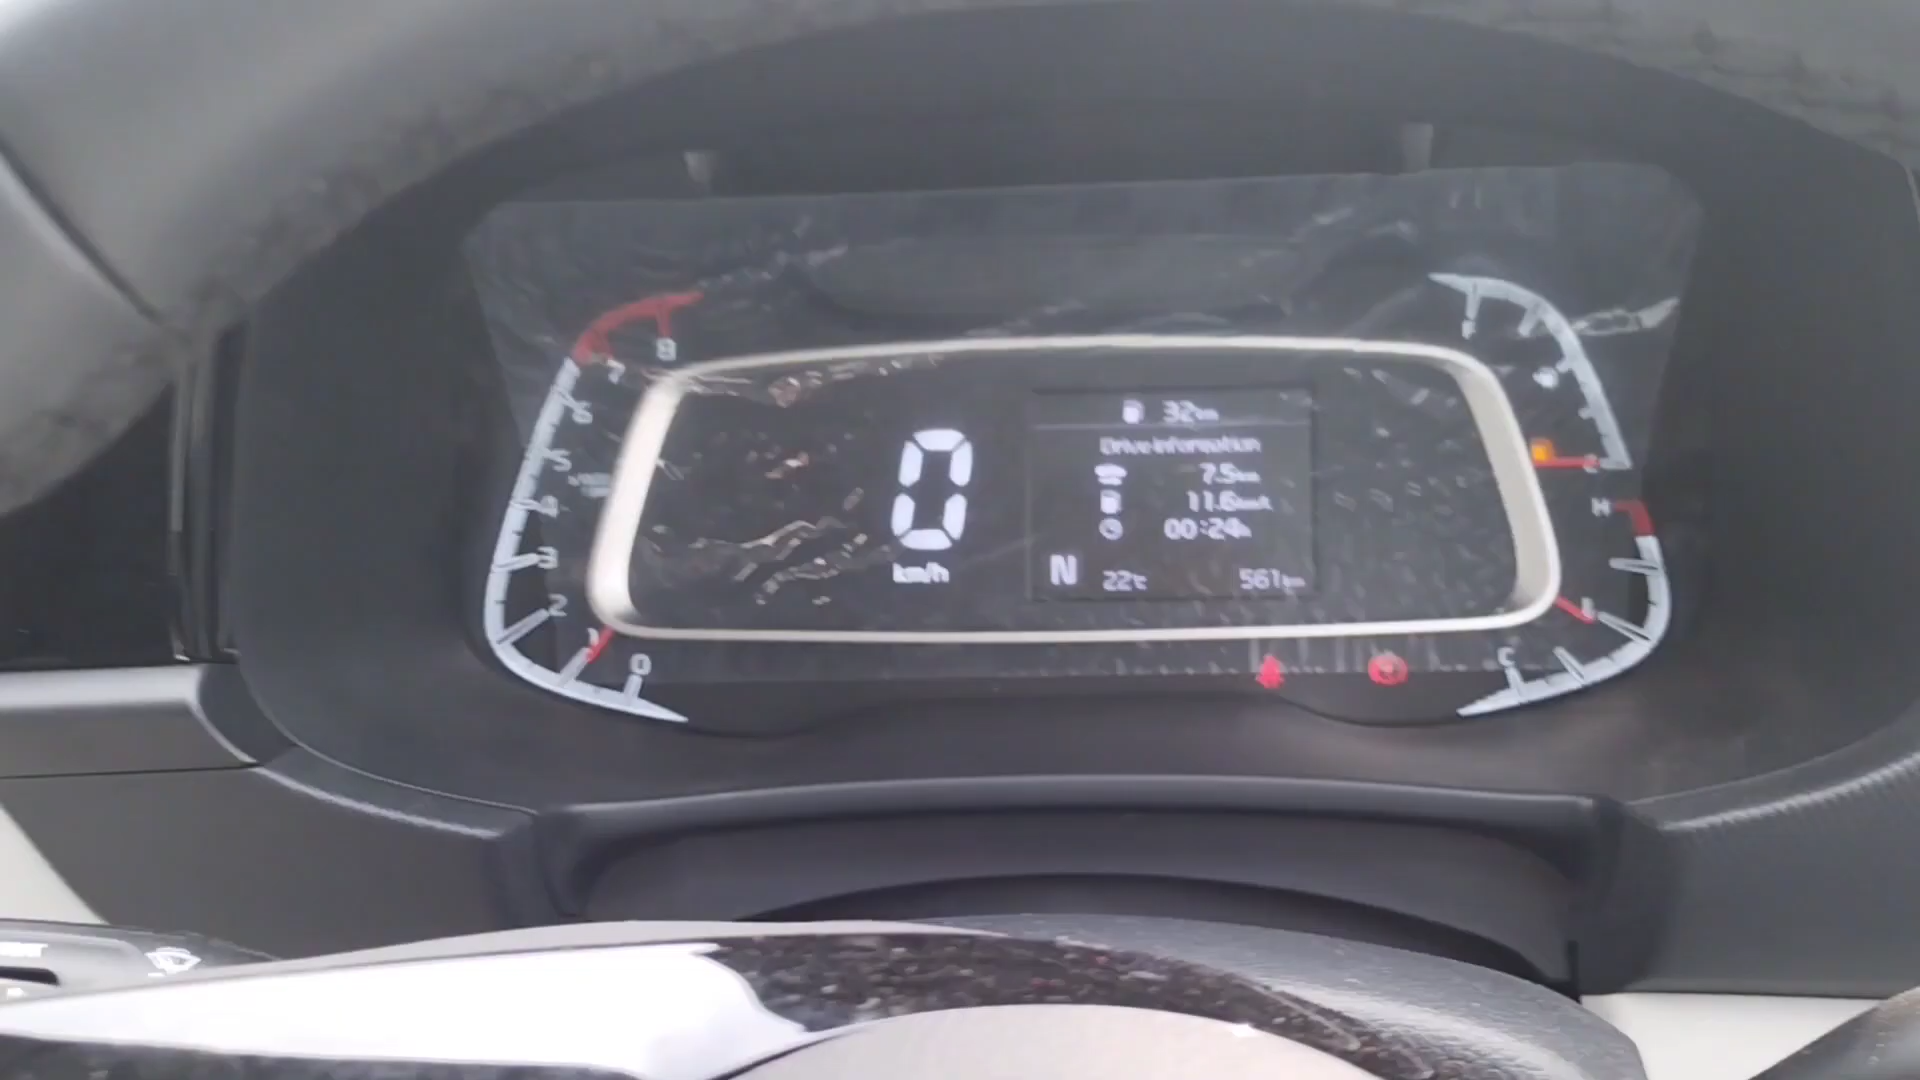 8
7
6
5
4
3
2
1
0
0
km/h
32km
Drive information
7.5km
11.6km/L
00:24h
N
22°C
561km
F
E
H
C